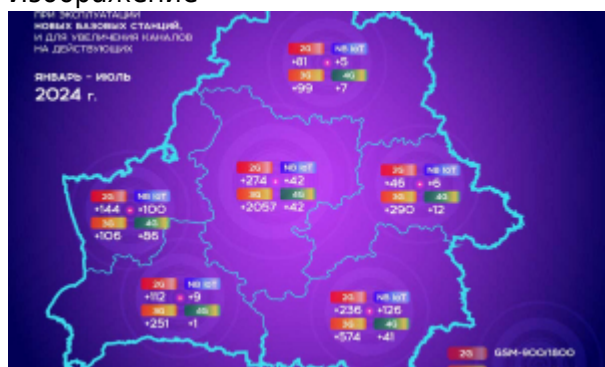 Изображение
ПРИ ЭКСПЛУАТАЦИИ
НОВЫХ БАЗОВЫХ СТАНЦИЙ,
И ДЛЯ УВЕЛИЧЕНИЯ КАНАЛОВ
НА ДЕЙСТВУЮЩИХ
ЯНВАРЬ – ИЮЛЬ
2024 г.
2G NB IoT
+81 +5
3G 4G
+99 +7
2G NB IoT
+274 +42
3G 4G
+2057 +42
2G NB IoT
+46 +6
3G 4G
+290 +12
2G NB IoT
+144 +100
3G 4G
+106 +86
2G NB IoT
+112 +9
3G 4G
+251 +1
2G NB IoT
+236 +126
3G 4G
+574 +41
2G GSM-900/1800